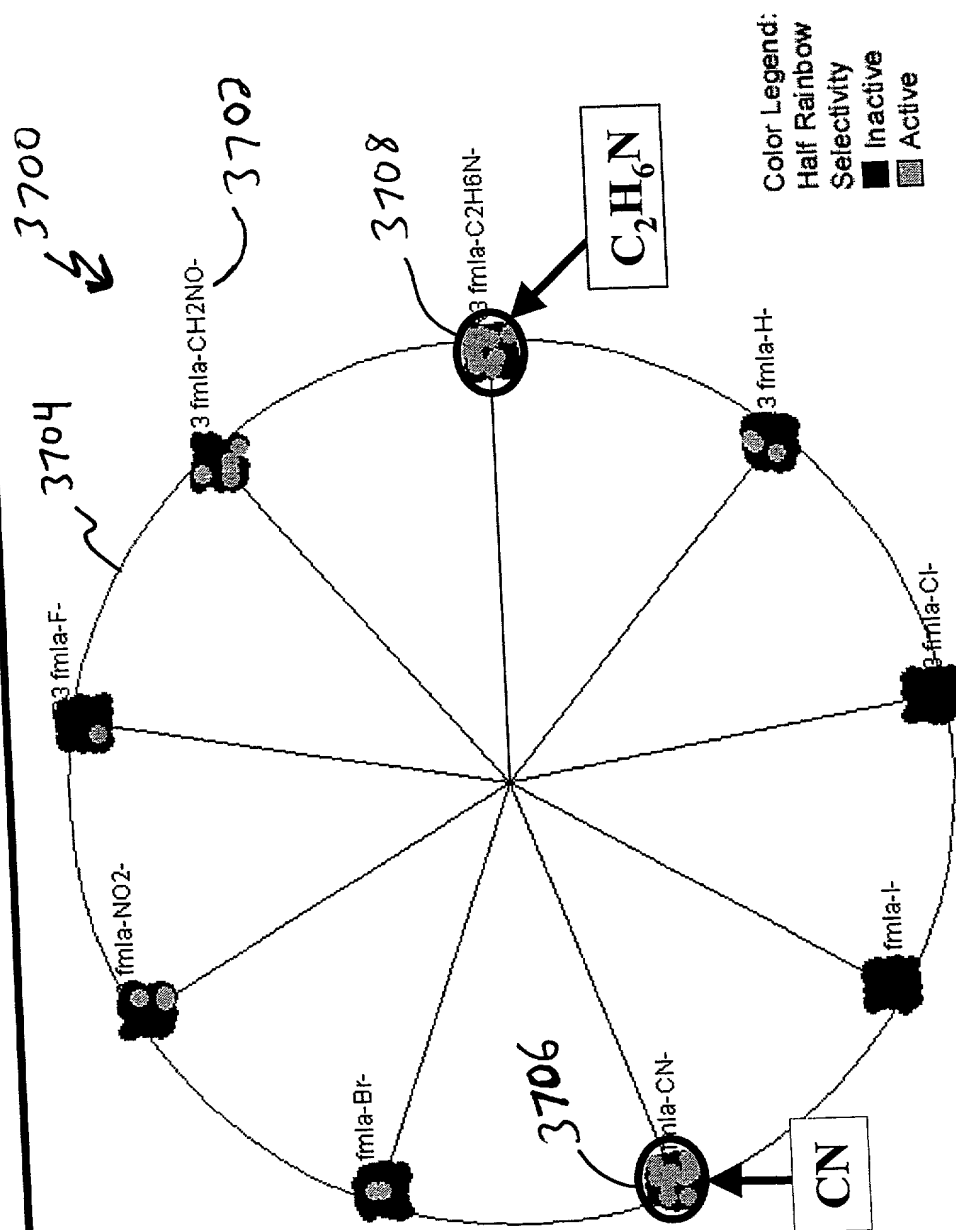 3700
3702
3 fmla-CH2NO-
3704
3708
3 fmla-F-
3 fmla-C2H6N-
C2H6N
fmla-NO2-
3 fmla-H-
fmla-Br-
3-fmla-Cl-
3706
fmla-CN-
fmla-I-
CN
Color Legend:
Half Rainbow
Selectivity
Inactive
Active